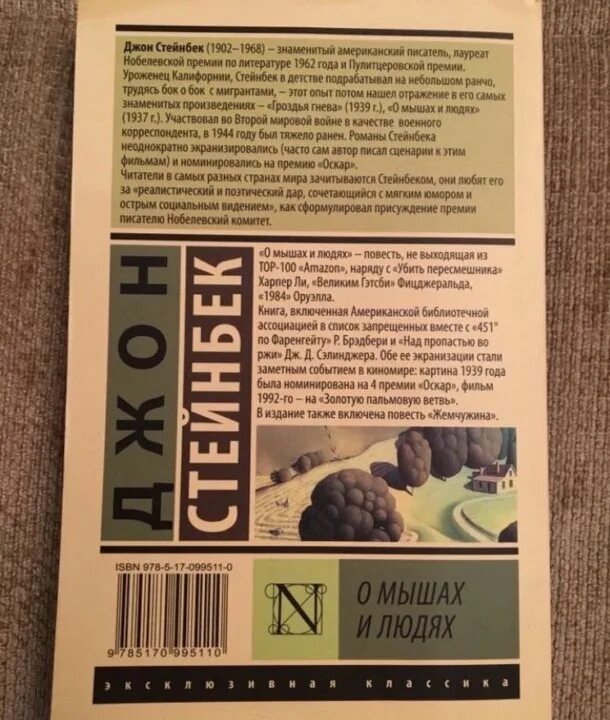 Джон Стейнбек (1902–1968) – знаменитый американский писатель, лауреат
Нобелевской премии по литературе 1962 года и Пулитцеровской премии.
Уроженец Калифорнии, Стейнбек в детстве подрабатывал на небольшом ранчо,
трудясь бок о бок с мигрантами, – этот опыт потом нашел отражение в его самых
знаменитых произведениях – «Гроздья гнева» (1939 г.), «О мышах и людях»
(1937 г.). Участвовал во Второй мировой войне в качестве военного
корреспондента, в 1944 году был тяжело ранен. Романы Стейнбека
неоднократно экранизировались (часто сам автор писал сценарии к этим
фильмам) и номинировались на премию «Оскар».
Читатели в самых разных странах мира зачитываются Стейнбеком, они любят его
за «реалистический и поэтический дар, сочетающийся с мягким юмором и
острым социальным видением», как сформулировал присуждение премии
писателю Нобелевский комитет.
ДЖОН
СТЕЙНБЕК
«О мышах и людях» – повесть, не выходящая из
TOP-100 «Amazon», наряду с «Убить пересмешника»
Харпер Ли, «Великим Гэтсби» Фицджеральда,
«1984» Оруэлла.
Книга, включенная Американской библиотечной
ассоциацией в список запрещенных вместе с «451°
по Фаренгейту» Р. Брэдбери и «Над пропастью во
ржи» Дж. Д. Сэлинджера. Обе ее экранизации стали
заметным событием в киномире: картина 1939 года
была номинирована на 4 премии «Оскар», фильм
1992-го – на «Золотую пальмовую ветвь».
В издание также включена повесть «Жемчужина».
ISBN 978-5-17-099511-0
9 785170 995110
N
О МЫШАХ
И ЛЮДЯХ
эксклюзивная классика